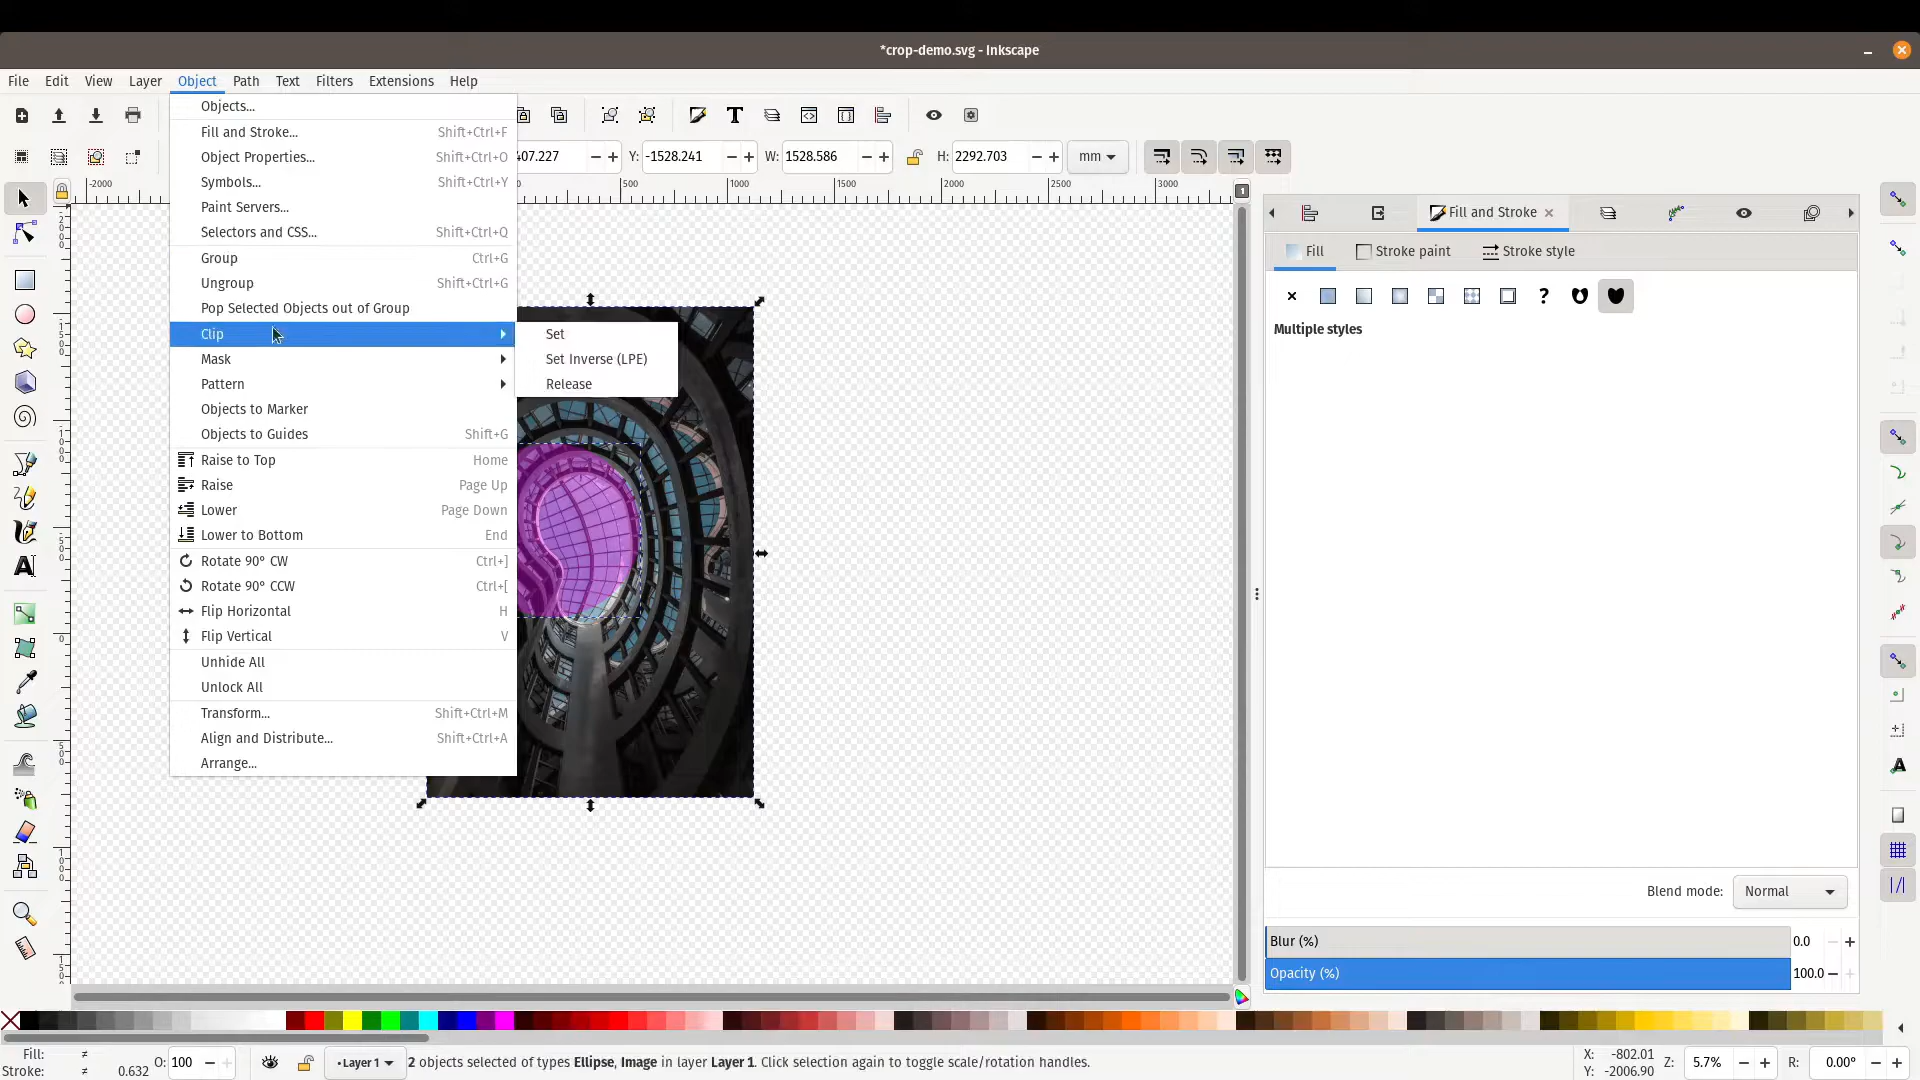 *crop-demo.svg - Inkscape
File Edit View Layer Object Path Text Filters Extensions Help
Objects...
Fill and Stroke... Shift+Ctrl+F
Object Properties... Shift+Ctrl+O
Symbols... Shift+Ctrl+Y
Paint Servers...
Selectors and CSS... Shift+Ctrl+Q
Group Ctrl+G
Ungroup Shift+Ctrl+G
Pop Selected Objects out of Group
Clip
Mask
Pattern
Objects to Marker
Objects to Guides Shift+G
Raise to Top Home
Raise Page Up
Lower Page Down
Lower to Bottom End
Rotate 90° CW Ctrl+]
Rotate 90° CCW Ctrl+[
Flip Horizontal H
Flip Vertical V
Unhide All
Unlock All
Transform... Shift+Ctrl+M
Align and Distribute... Shift+Ctrl+A
Arrange...
Set
Set Inverse (LPE)
Release
407.227 Y: -1528.241 W: 1528.586 H: 2292.703 mm
-2000 500 1000 1500 2000 2500 3000
1
Fill and Stroke
Fill Stroke paint Stroke style
Multiple styles
Blend mode: Normal
Blur (%) 0.0
Opacity (%) 100.0
Fill: ≠
Stroke: ≠ 0.632
O: 100
•Layer 1
2 objects selected of types Ellipse, Image in layer Layer 1. Click selection again to toggle scale/rotation handles.
X: -802.01
Y: -2006.90
Z: 5.7%
R: 0.00°